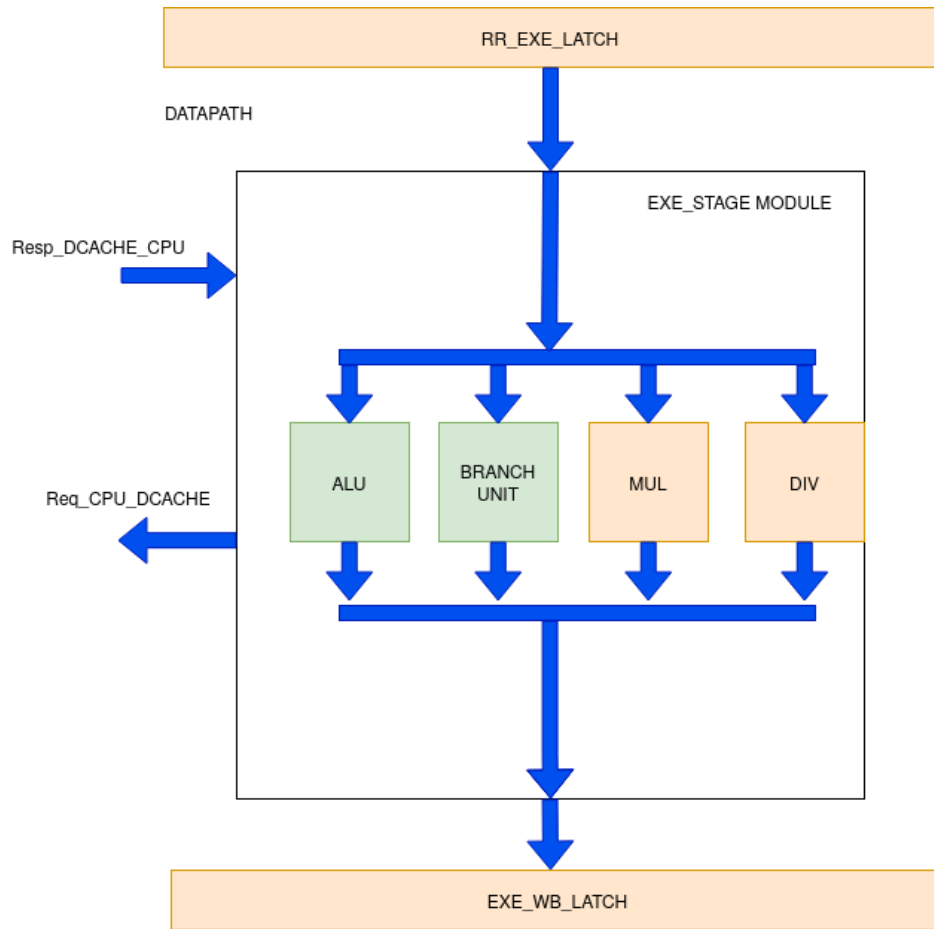 RR_EXE_LATCH
DATAPATH
EXE_STAGE MODULE
Resp_DCACHE_CPU
ALU
BRANCH
UNIT
MUL
DIV
Req_CPU_DCACHE
EXE_WB_LATCH